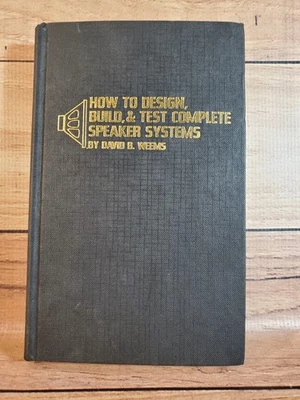 HOW TO DESIGN,
BUILD, & TEST COMPLETE
SPEAKER SYSTEMS
BY DAVID B. WEEMS